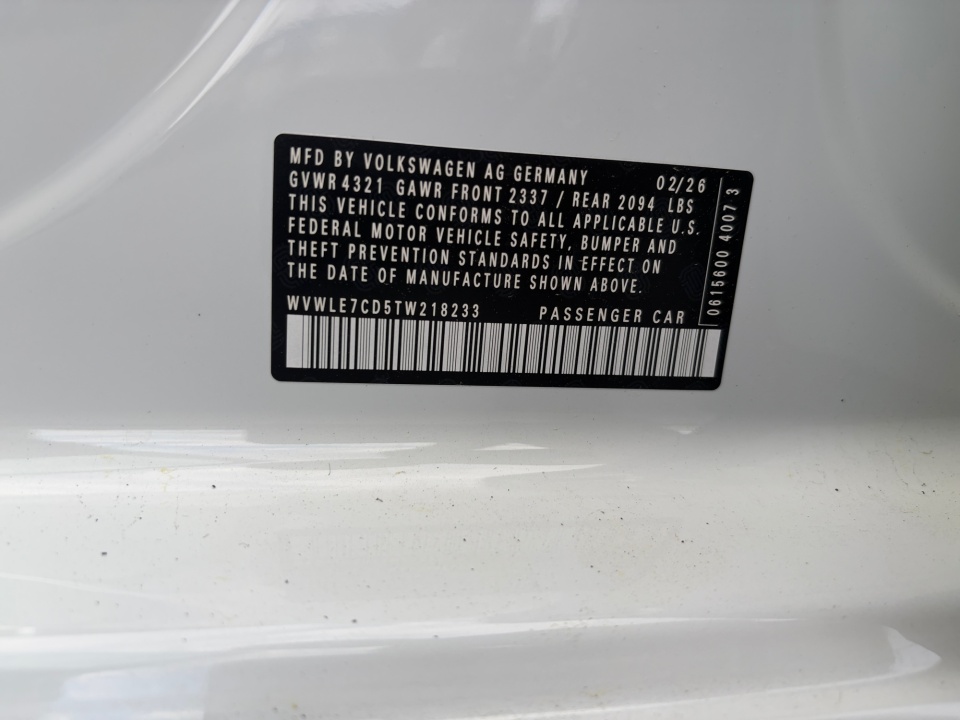 MFD BY VOLKSWAGEN AG GERMANY 02/26
GVWR 4321 GAWR FRONT 2337 / REAR 2094 LBS
THIS VEHICLE CONFORMS TO ALL APPLICABLE U.S.
FEDERAL MOTOR VEHICLE SAFETY, BUMPER AND
THEFT PREVENTION STANDARDS IN EFFECT ON
THE DATE OF MANUFACTURE SHOWN ABOVE.
WVWLE7CD5TW218233 PASSENGER CAR
0615600 4007 3